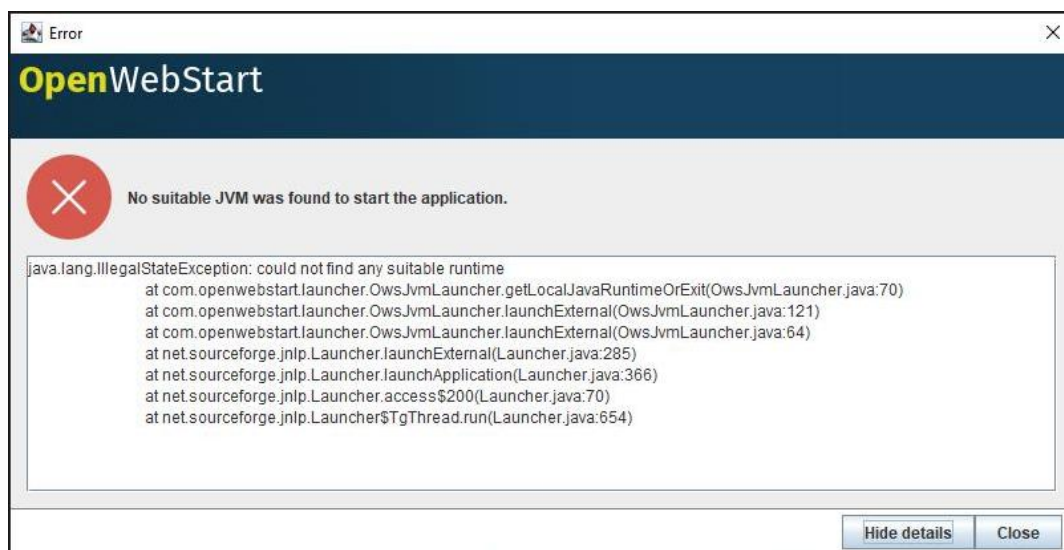 Error
OpenWebStart
No suitable JVM was found to start the application.
java.lang.IllegalStateException: could not find any suitable runtime
at com.openwebstart.launcher.OwsJvmLauncher.getLocalJavaRuntimeOrExit(OwsJvmLauncher.java:70)
at com.openwebstart.launcher.OwsJvmLauncher.launchExternal(OwsJvmLauncher.java:121)
at com.openwebstart.launcher.OwsJvmLauncher.launchExternal(OwsJvmLauncher.java:64)
at net.sourceforge.jnlp.Launcher.launchExternal(Launcher.java:285)
at net.sourceforge.jnlp.Launcher.launchApplication(Launcher.java:366)
at net.sourceforge.jnlp.Launcher.access$200(Launcher.java:70)
at net.sourceforge.jnlp.Launcher$TgThread.run(Launcher.java:654)
Hide details Close